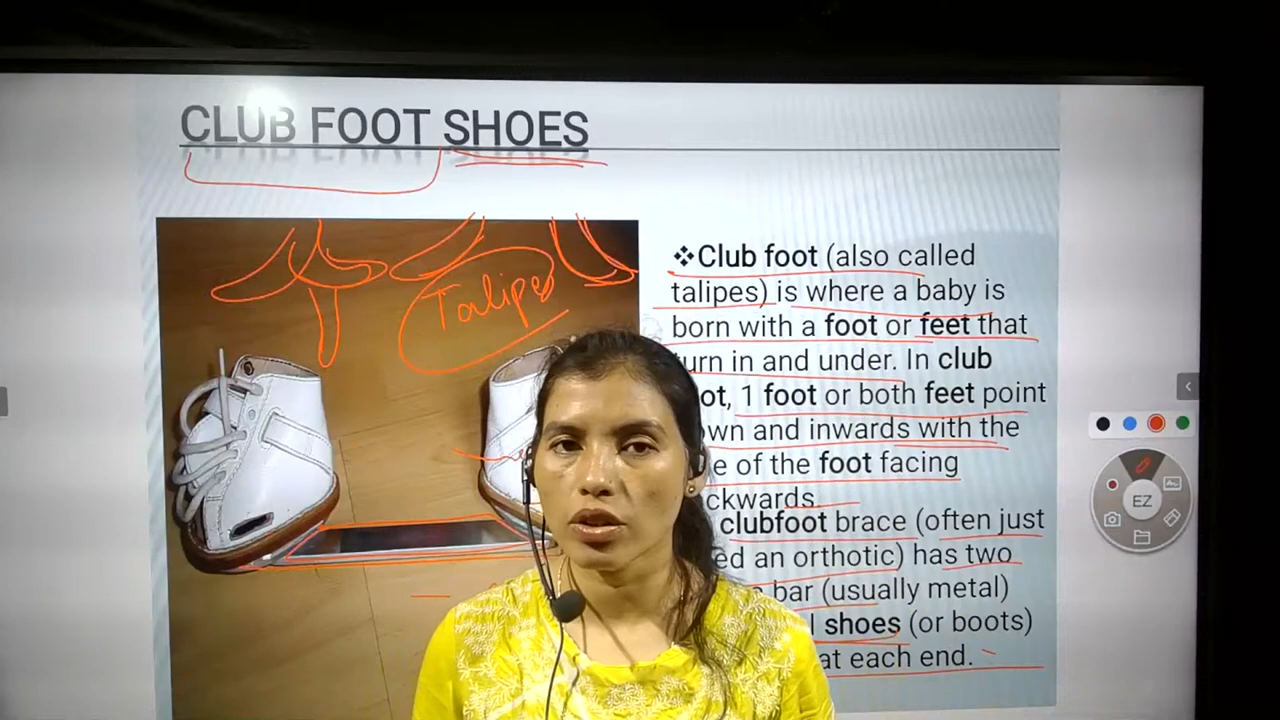 CLUB FOOT SHOES
Talipes
❖Club foot (also called
talipes) is where a baby is
born with a foot or feet that
turn in and under. In club
ot, 1 foot or both feet point
own and inwards with the
e of the foot facing
ckwards.
clubfoot brace (often just
ed an orthotic) has two
bar (usually metal)
shoes (or boots)
at each end.
EZ